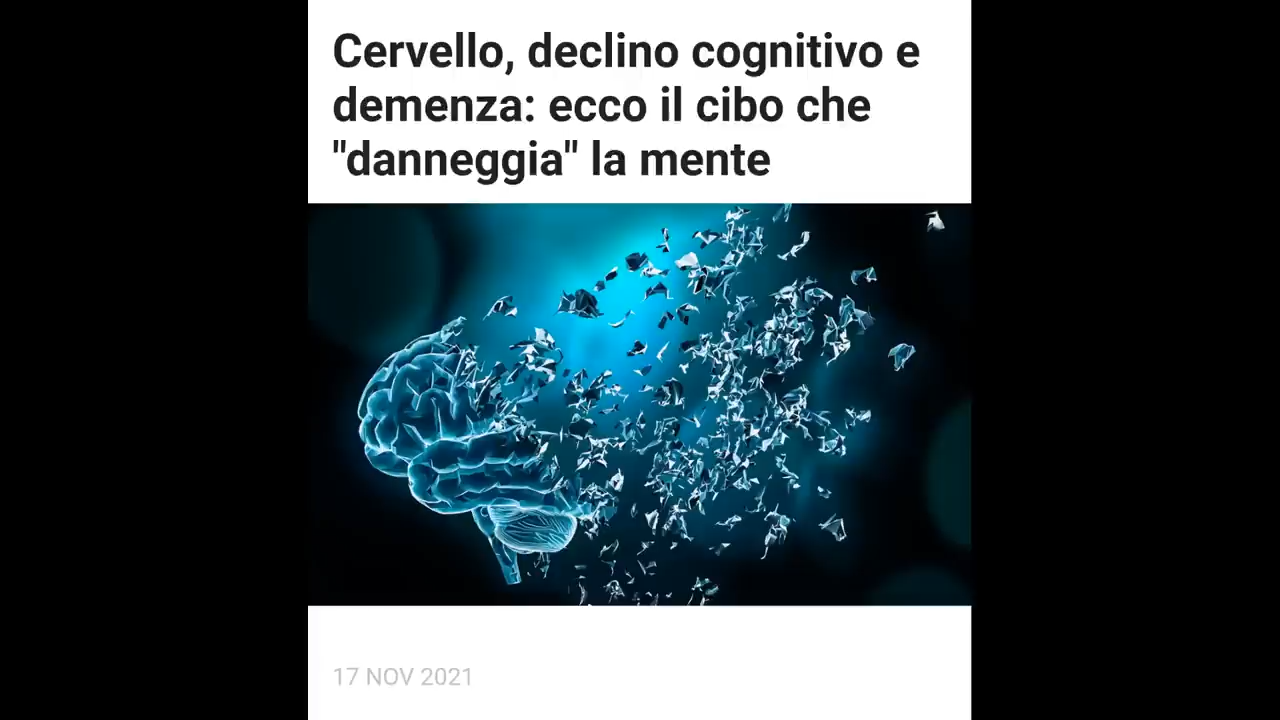 Cervello, declino cognitivo e
demenza: ecco il cibo che
"danneggia" la mente
17 NOV 2021